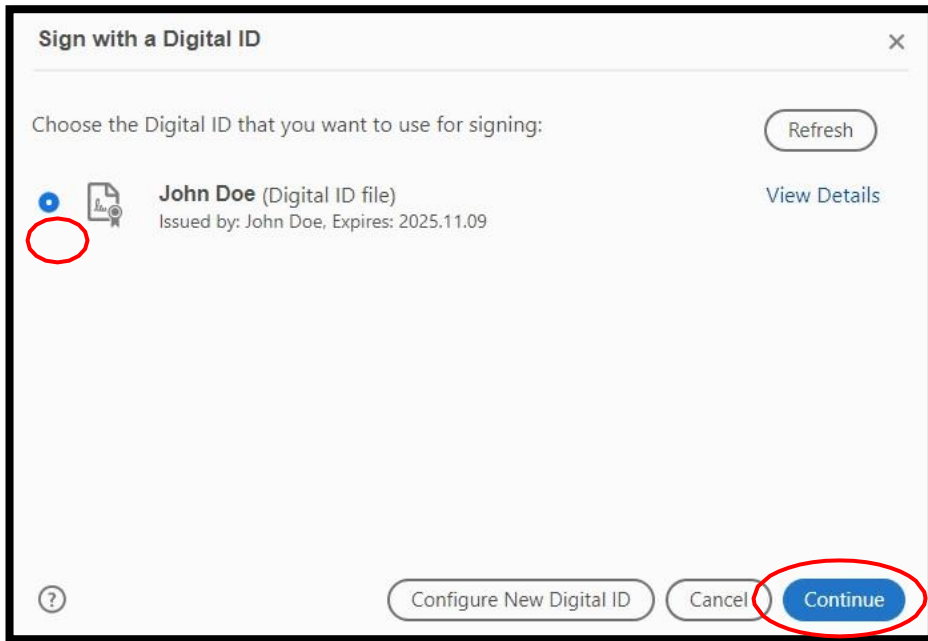 Sign with a Digital ID
Choose the Digital ID that you want to use for signing:
Refresh
John Doe (Digital ID file)
View Details
Issued by: John Doe, Expires: 2025.11.09
?
Configure New Digital ID
Cancel
Continue